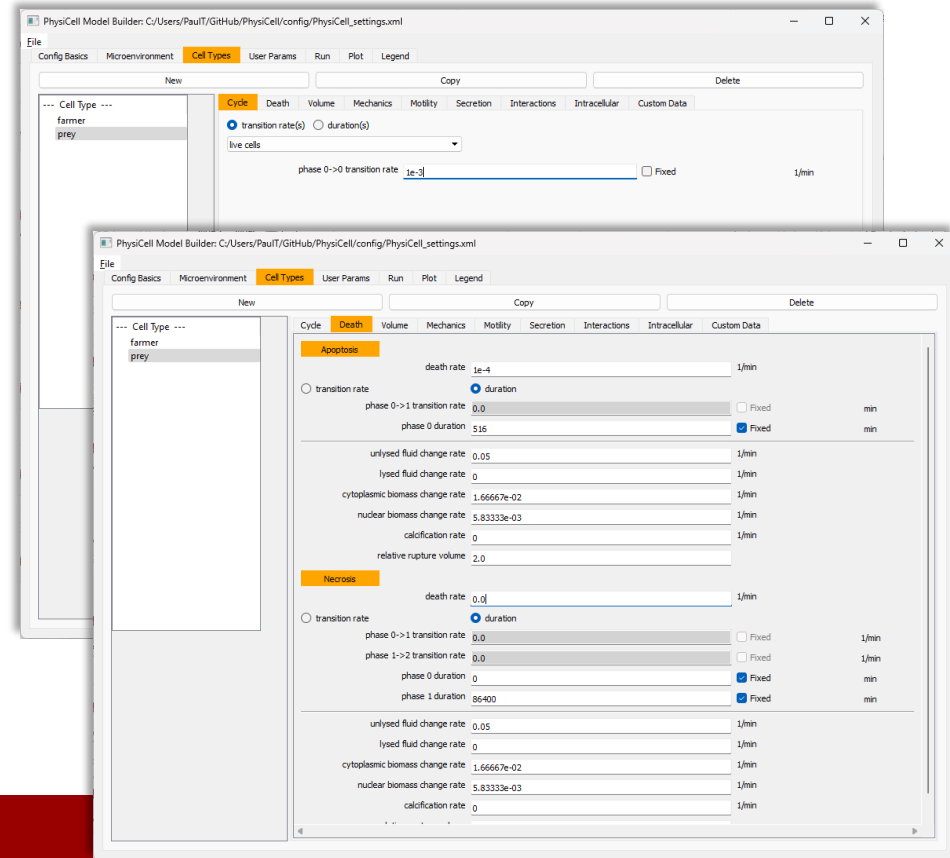 PhysiCell Model Builder: C:/Users/PaulT/GitHub/PhysiCell/config/PhysiCell_settings.xml
File
Config Basics Microenvironment Cell Types User Params Run Plot Legend
New Copy Delete
--- Cell Type ---
farmer
prey
Cycle Death Volume Mechanics Motility Secretion Interactions Intracellular Custom Data
transition rate(s) duration(s)
live cells
phase 0->0 transition rate 1e-3 Fixed 1/min
PhysiCell Model Builder: C:/Users/PaulT/GitHub/PhysiCell/config/PhysiCell_settings.xml
File
Config Basics Microenvironment Cell Types User Params Run Plot Legend
New Copy Delete
--- Cell Type ---
farmer
prey
Cycle Death Volume Mechanics Motility Secretion Interactions Intracellular Custom Data
Apoptosis
death rate 1e-4 1/min
transition rate duration
phase 0->1 transition rate 0.0 Fixed min
phase 0 duration 516 Fixed min
unlysed fluid change rate 0.05 1/min
lysed fluid change rate 0 1/min
cytoplasmic biomass change rate 1.66667e-02 1/min
nuclear biomass change rate 5.83333e-03 1/min
calcification rate 0 1/min
relative rupture volume 2.0
Necrosis
death rate 0.0 1/min
transition rate duration
phase 0->1 transition rate 0.0 Fixed 1/min
phase 1->2 transition rate 0.0 Fixed 1/min
phase 0 duration 0 Fixed min
phase 1 duration 86400 Fixed min
unlysed fluid change rate 0.05 1/min
lysed fluid change rate 0 1/min
cytoplasmic biomass change rate 1.66667e-02 1/min
nuclear biomass change rate 5.83333e-03 1/min
calcification rate 0 1/min